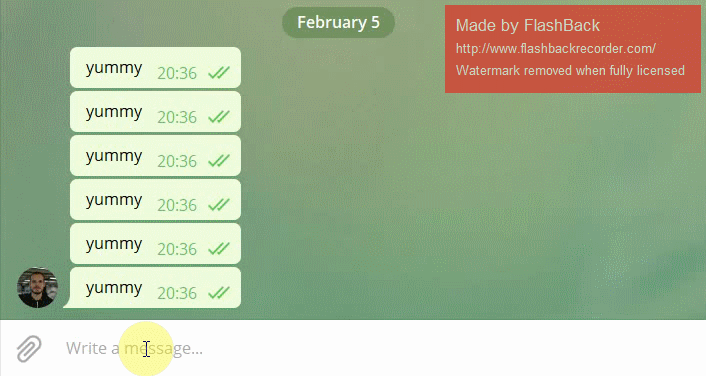 February 5
Made by FlashBack
http://www.flashbackrecorder.com/
Watermark removed when fully licensed
yummy 20:36
yummy 20:36
yummy 20:36
yummy 20:36
yummy 20:36
yummy 20:36
Write a message...